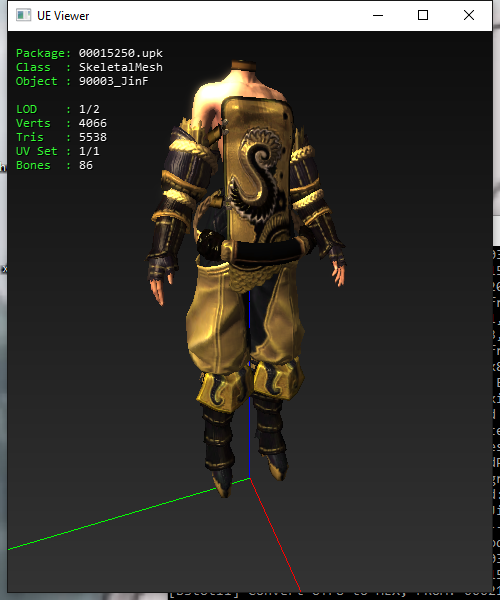 UE Viewer
Package: 00015250.upk
Class : SkeletalMesh
Object : 90003_JinF
LOD : 1/2
Verts : 4066
Tris : 5538
UV Set : 1/1
Bones : 86